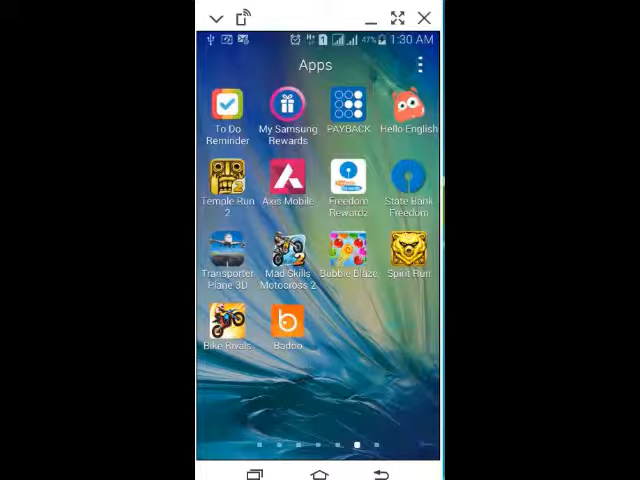 47% 1:30 AM
Apps
To Do
Reminder
My Samsung
Rewards
PAYBACK
Hello English
Temple Run
2
Axis Mobile
Freedom
Rewardz
State Bank
Freedom
Transporter
Plane 3D
Mad Skills
Motocross 2
Bubble Blaze
Spirit Run
Bike Rivals
Badoo